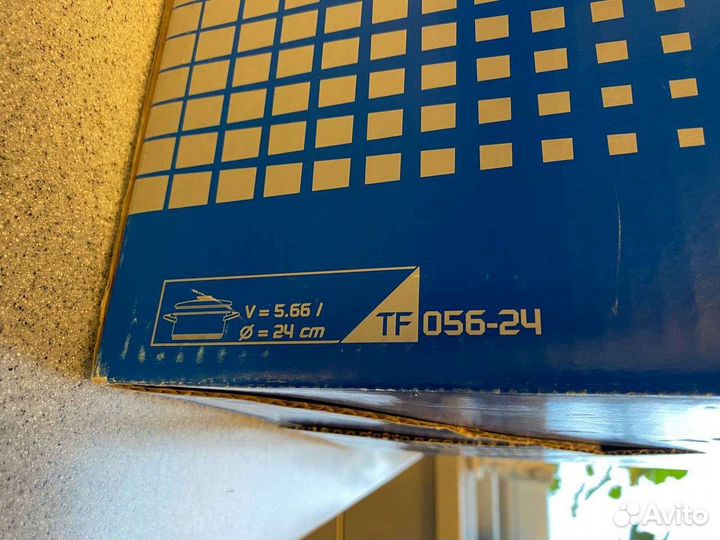 V = 5.66 l
Ø = 24 cm
TF 056-24
Avito